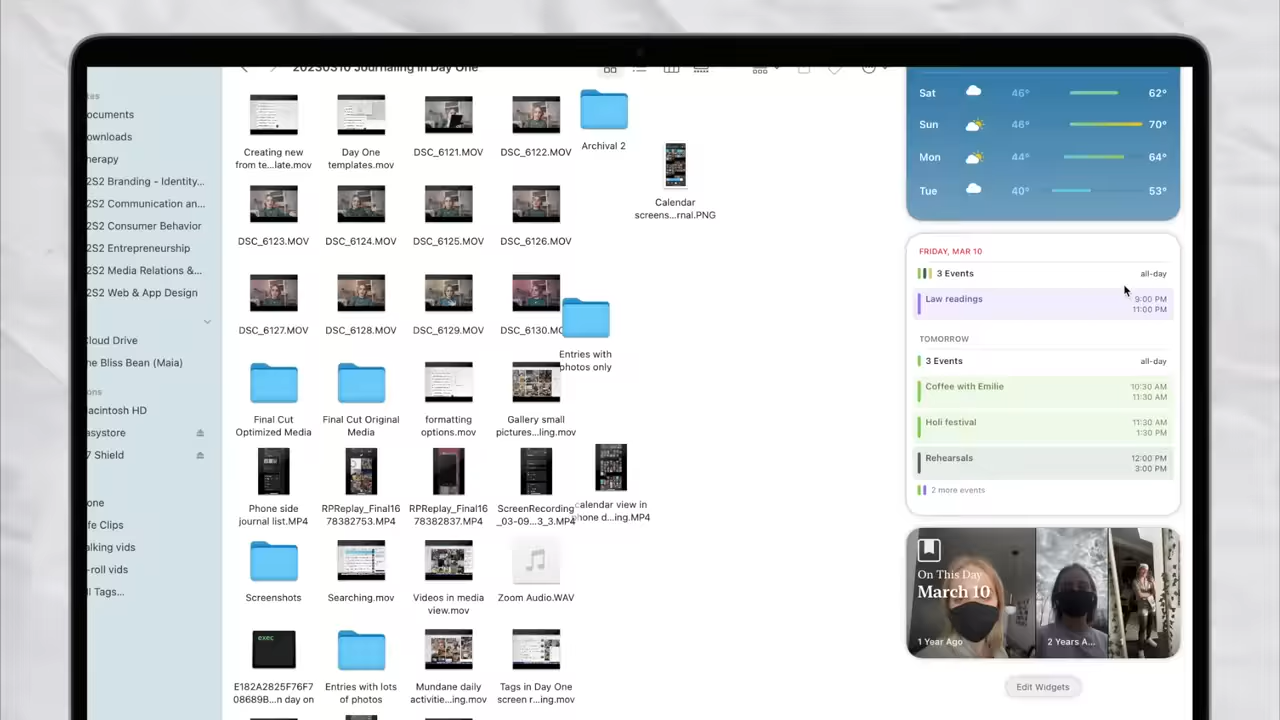 20230310 Journaling in Day One
ocuments
ownloads
herapy
2S2 Branding - Identity...
2S2 Communication an...
2S2 Consumer Behavior
2S2 Entrepreneurship
2S2 Media Relations &...
2S2 Web & App Design
loud Drive
he Bliss Bean (Maia)
ons
acintosh HD
asystore
7 Shield
one
ife Clips
alking vids
-roll vids
ll Tags...
Creating new
from te...late.mov
Day One
templates.mov
DSC_6121.MOV
DSC_6122.MOV
Archival 2
Calendar
screens...rnal.PNG
DSC_6123.MOV
DSC_6124.MOV
DSC_6125.MOV
DSC_6126.MOV
DSC_6127.MOV
DSC_6128.MOV
DSC_6129.MOV
DSC_6130.MO
Entries with
photos only
Final Cut
Optimized Media
Final Cut Original
Media
formatting
options.mov
Gallery small
pictures...ling.mov
Phone side
journal list.MP4
RPReplay_Final16
78382753.MP4
RPReplay_Final16
78382837.MP4
ScreenRecording
_03-09...3_3.MP4
calendar view in
phone d...ing.MP4
Screenshots
Searching.mov
Videos in media
view.mov
Zoom Audio.WAV
exec
E182A2825F76F7
08689B...n day on
Entries with lots
of photos
Mundane daily
activitie...ing.mov
Tags in Day One
screen r...ing.mov
Sat 46° 62°
Sun 46° 70°
Mon 44° 64°
Tue 40° 53°
FRIDAY, MAR 10
3 Events all-day
Law readings 9:00 PM
11:00 PM
TOMORROW
3 Events all-day
Coffee with Emilie 10:30 AM
11:30 AM
Holi festival 11:30 AM
1:30 PM
Rehearsals 12:00 PM
3:00 PM
2 more events
On This Day
March 10
1 Year Ago
2 Years A...
Edit Widgets